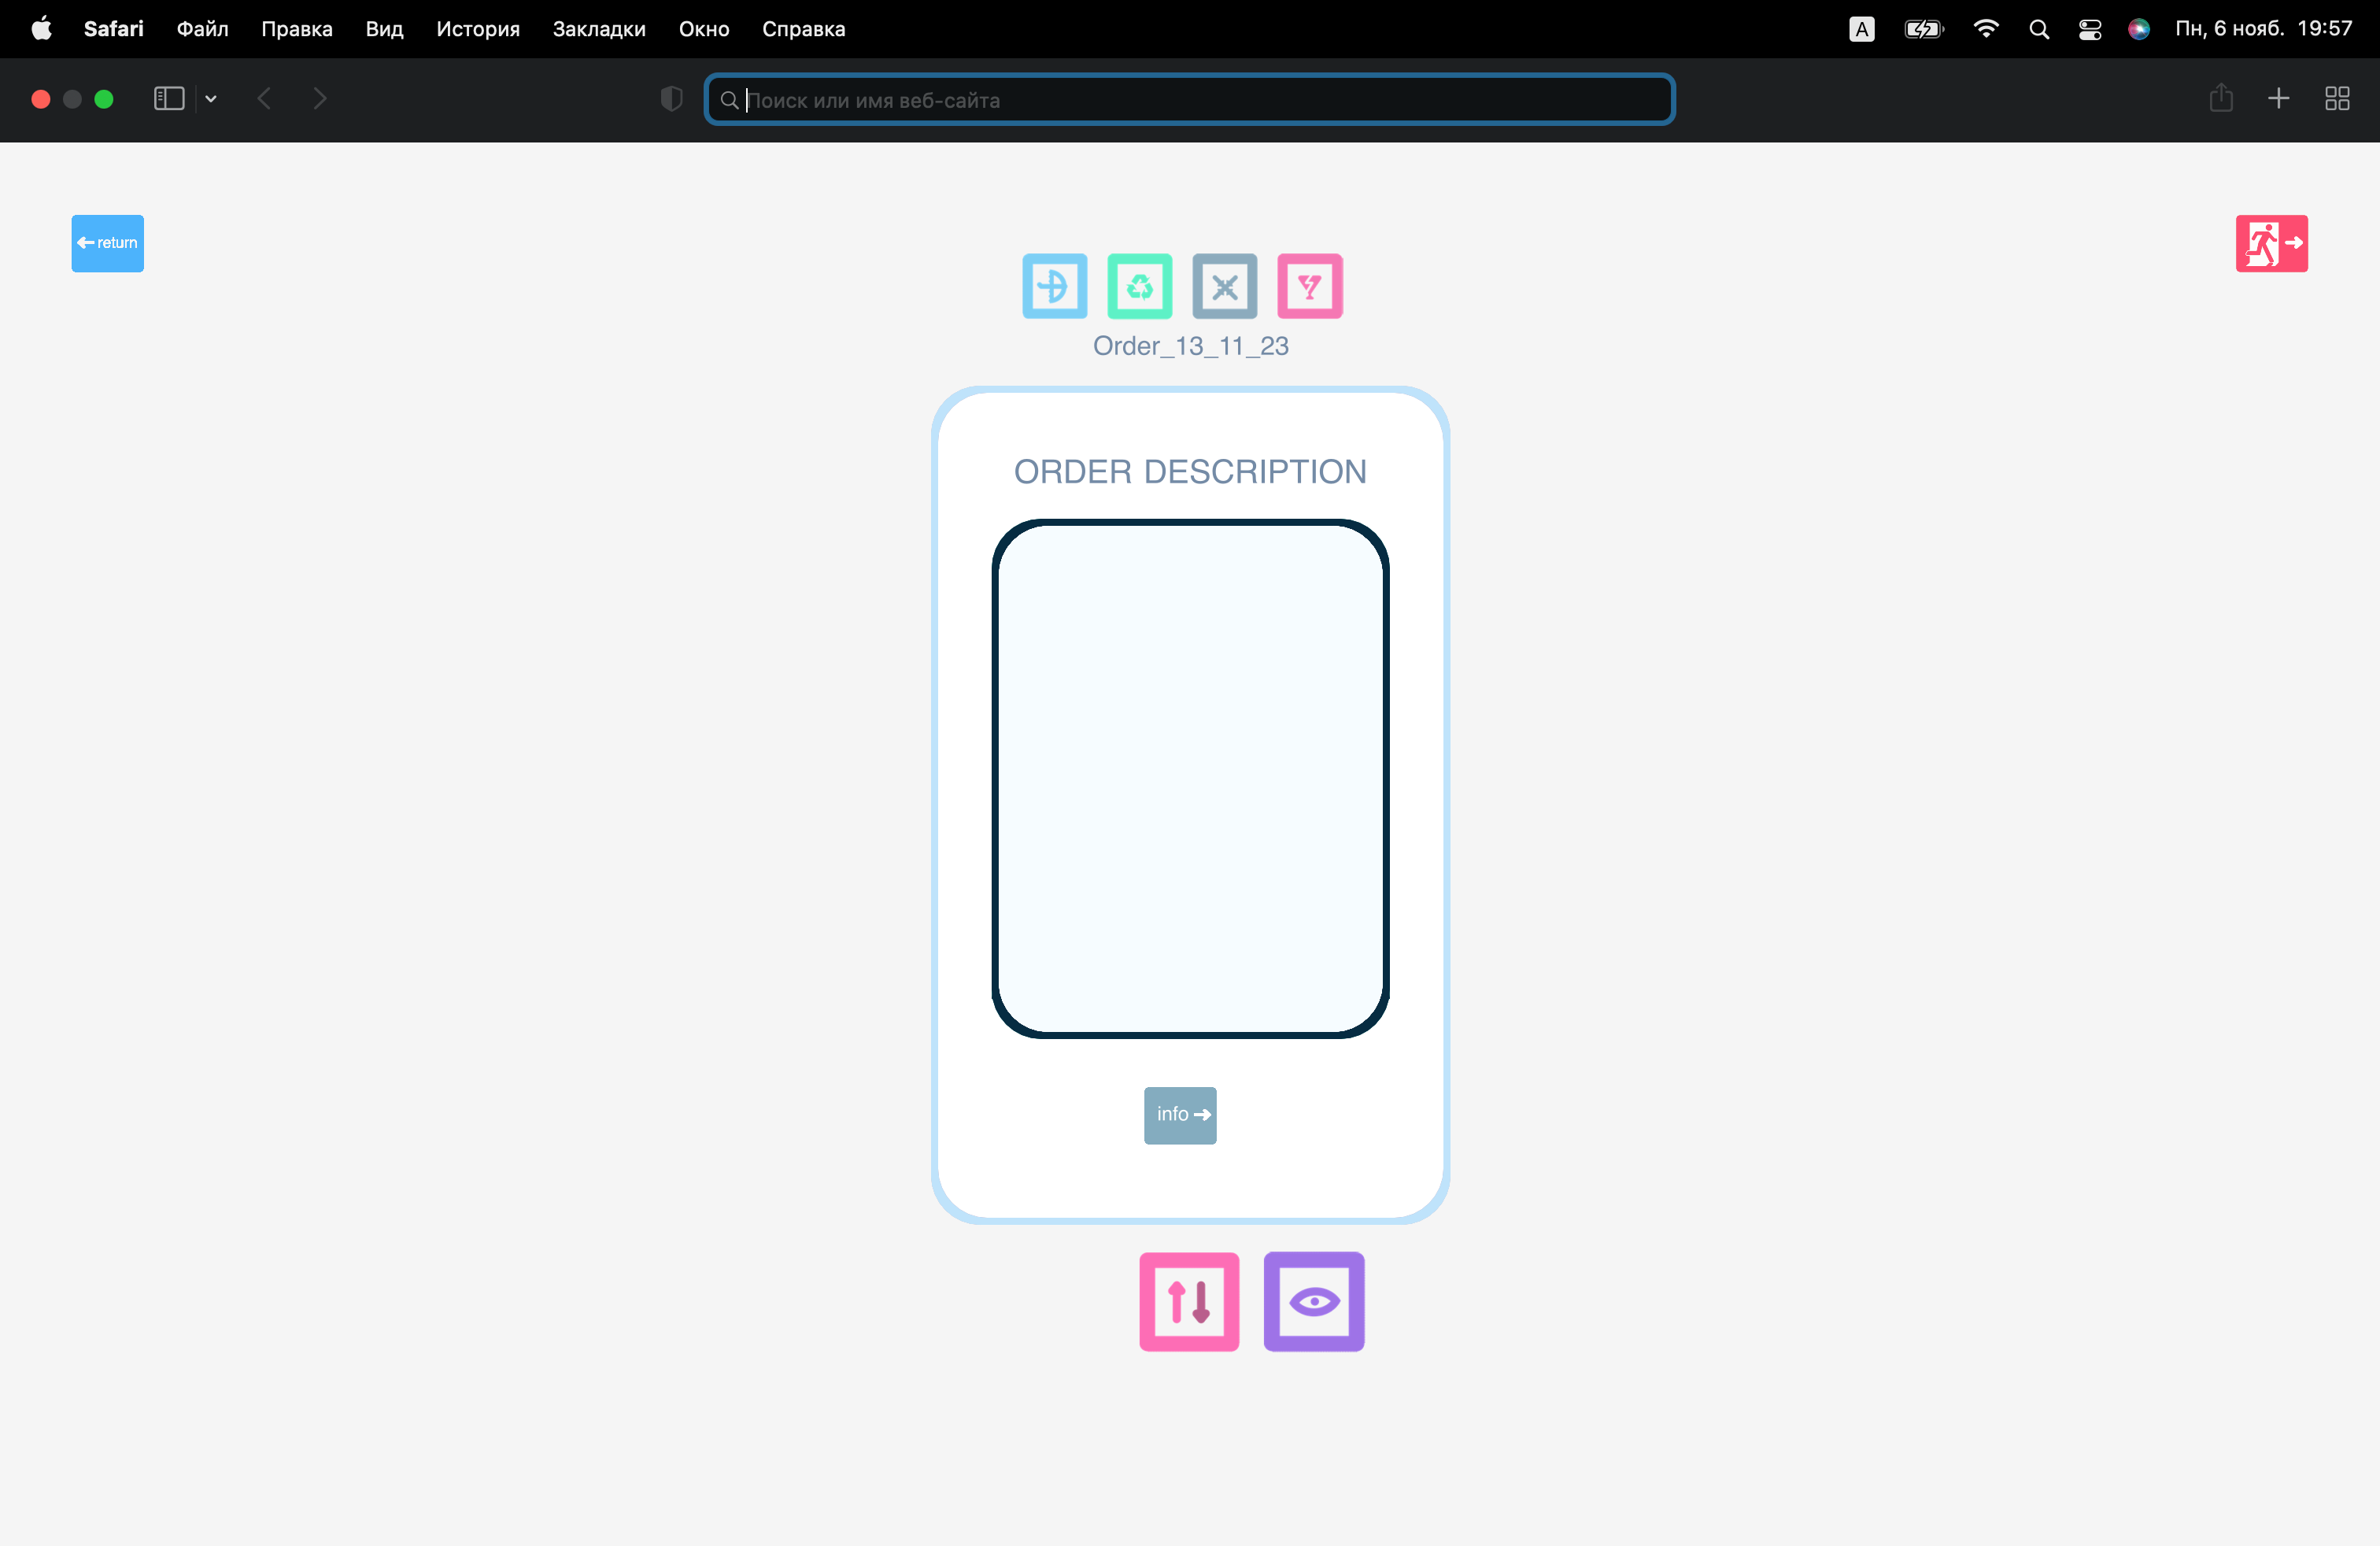 Safari Файл Правка Вид История Закладки Окно Справка A Пн, 6 нояб. 19:57
Поиск или имя веб-сайта
return
Order_13_11_23
ORDER DESCRIPTION
info